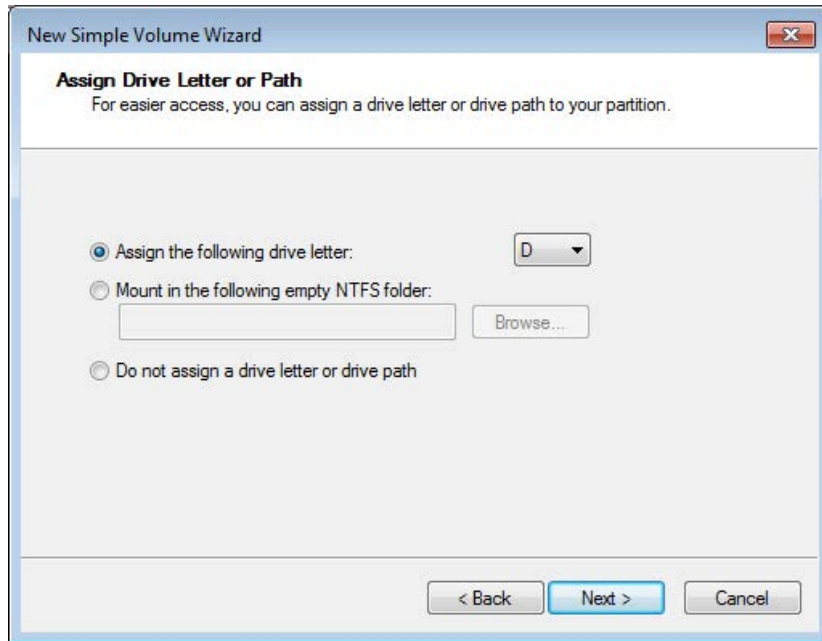 New Simple Volume Wizard
Assign Drive Letter or Path
For easier access, you can assign a drive letter or drive path to your partition.
Assign the following drive letter:
D
Mount in the following empty NTFS folder:
Browse...
Do not assign a drive letter or drive path
< Back
Next >
Cancel